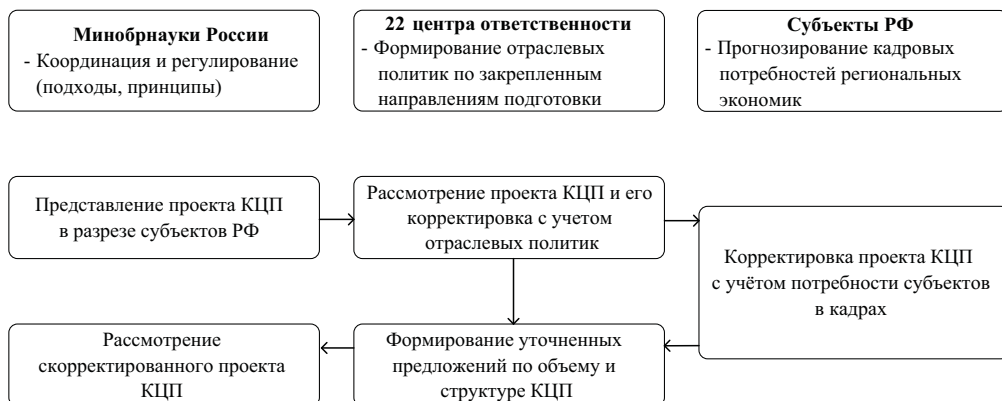 Минобрнауки России
- Координация и регулирование
(подходы, принципы)
22 центра ответственности
- Формирование отраслевых
политик по закрепленным
направлениям подготовки
Субъекты РФ
- Прогнозирование кадровых
потребностей региональных
экономик
Представление проекта КЦП
в разрезе субъектов РФ
Рассмотрение проекта КЦП и его
корректировка с учетом
отраслевых политик
Корректировка проекта КЦП
с учётом потребности субъектов
в кадрах
Рассмотрение
скорректированного проекта
КЦП
Формирование уточненных
предложений по объему и
структуре КЦП